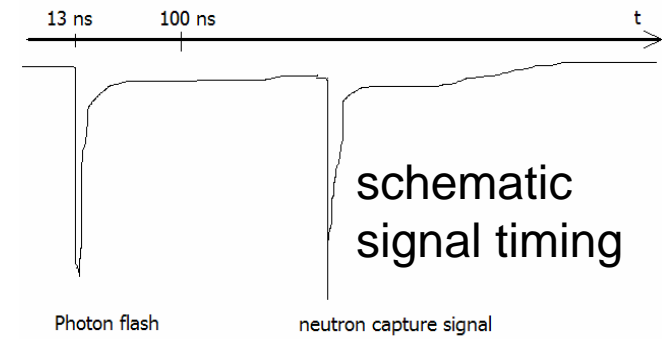 13 ns 100 ns t
schematic
signal timing
Photon flash neutron capture signal